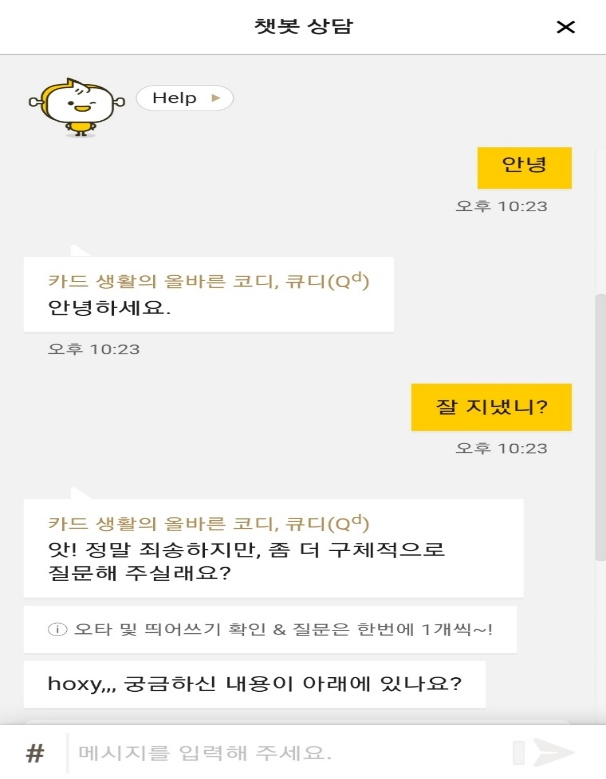 챗봇 상담
Help
안녕
오후 10:23
카드 생활의 올바른 코디, 큐디(Qd)
안녕하세요.
오후 10:23
잘 지냈니?
오후 10:23
카드 생활의 올바른 코디, 큐디(Qd)
앗! 정말 죄송하지만, 좀 더 구체적으로
질문해 주실래요?
ⓘ 오타 및 띄어쓰기 확인 & 질문은 한번에 1개씩~!
hoxy,,, 궁금하신 내용이 아래에 있나요?
# 메시지를 입력해 주세요.